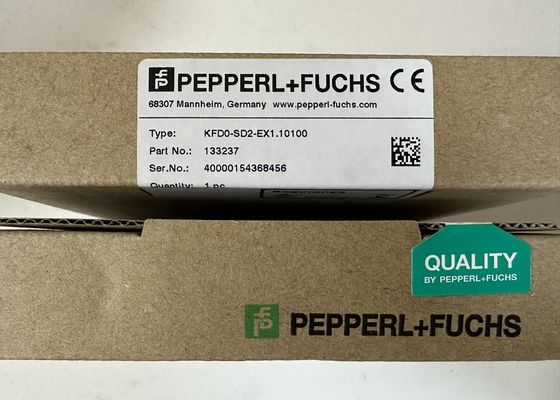 PEPPERL+FUCHS CE
68307 Mannheim, Germany www.pepperl-fuchs.com
Type: KFD0-SD2-EX1.10100
Part No.: 133237
Ser.No.: 40000154368456
Quantity: 1 pc
QUALITY
BY PEPPERL+FUCHS
PEPPERL+FUCHS